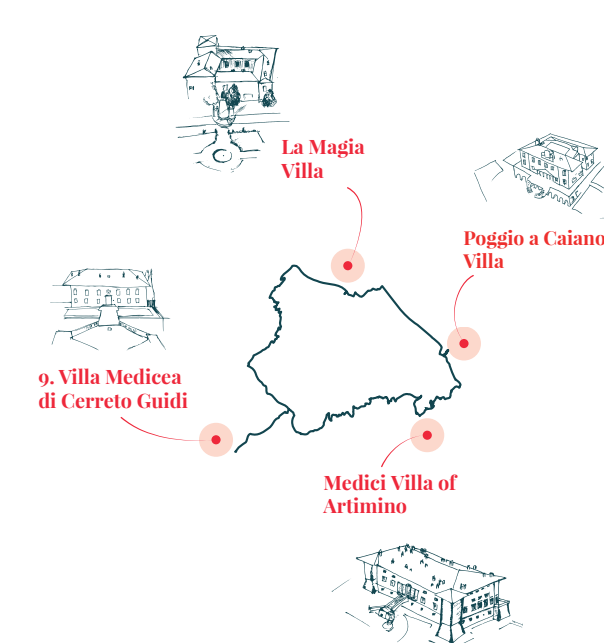 La Magia
Villa
Poggio a Caiano
Villa
9. Villa Medicea
di Cerreto Guidi
Medici Villa of
Artimino